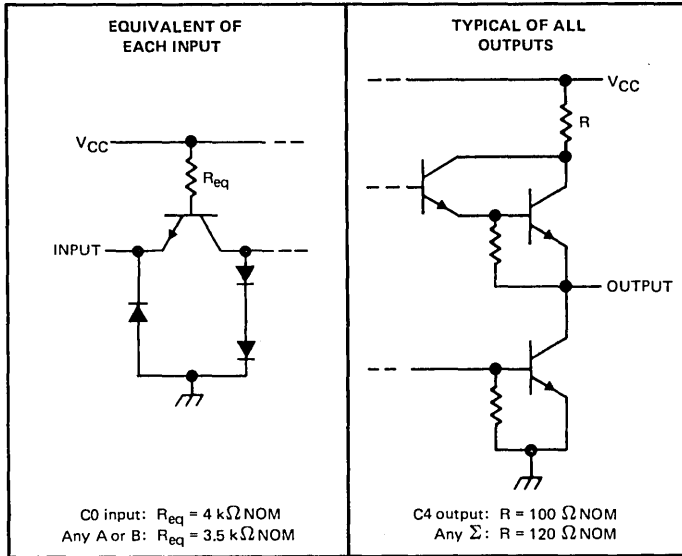 EQUIVALENT OF
EACH INPUT
VCC
Req
INPUT
C0 input: Req = 4 kΩ NOM
Any A or B: Req = 3.5 kΩ NOM
TYPICAL OF ALL
OUTPUTS
VCC
R
OUTPUT
C4 output: R = 100 Ω NOM
Any Σ: R = 120 Ω NOM